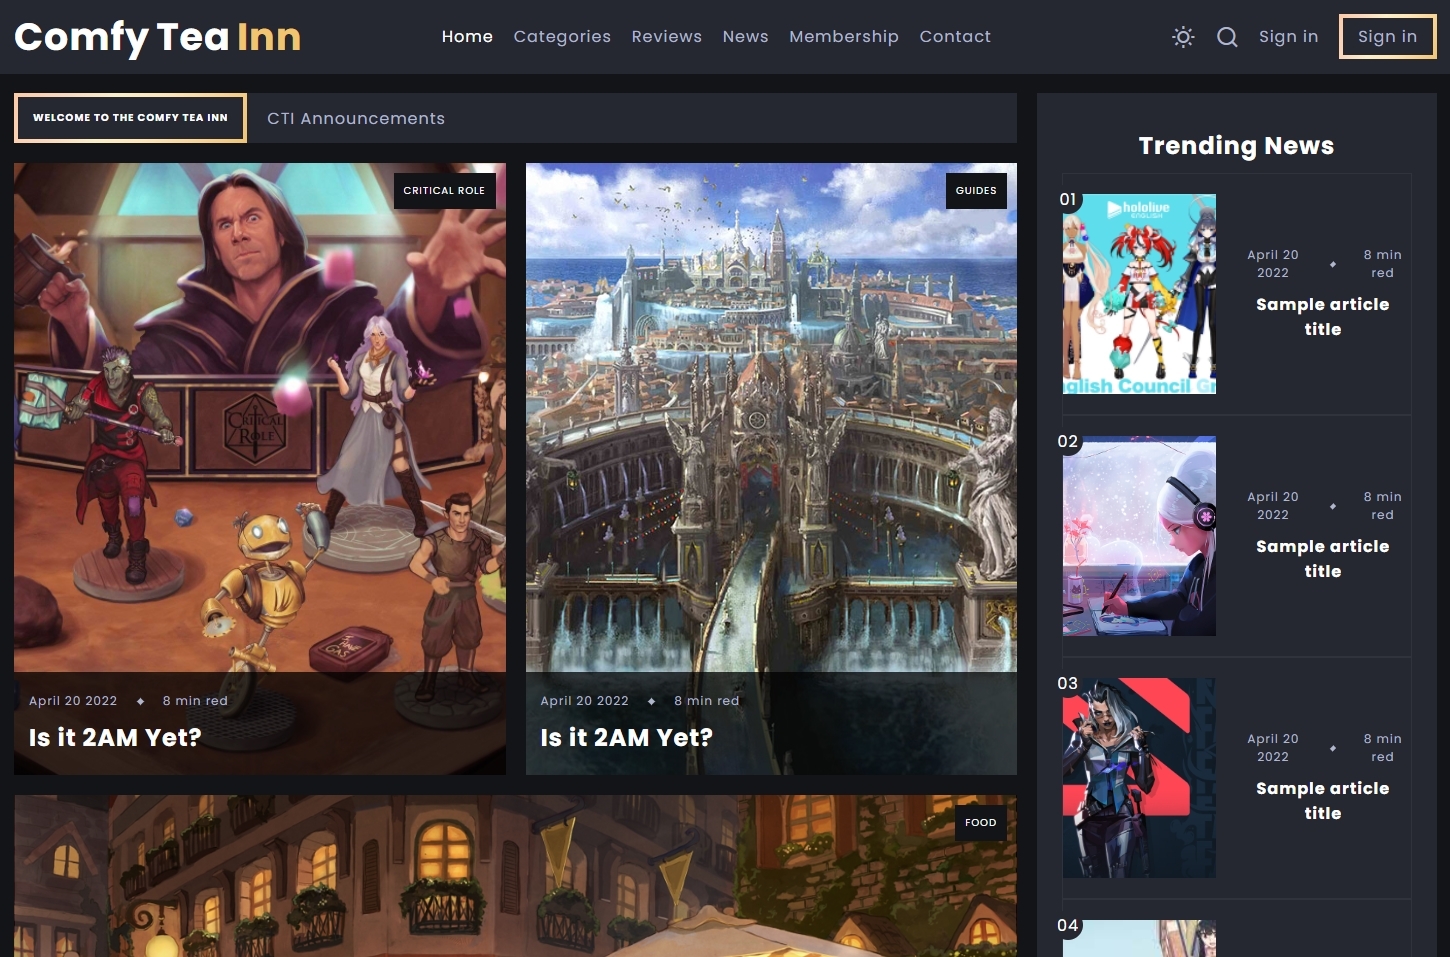 Comfy Tea Inn
Home Categories Reviews News Membership Contact
Sign in
Sign in
WELCOME TO THE COMFY TEA INN
CTI Announcements
CRITICAL ROLE
CRITICAL
ROLE
April 20 2022 8 min red
Is it 2AM Yet?
GUIDES
April 20 2022 8 min red
Is it 2AM Yet?
FOOD
Trending News
01
hololive
ENGLISH
nglish Council Gr
April 20
2022
8 min
red
Sample article
title
02
April 20
2022
8 min
red
Sample article
title
03
April 20
2022
8 min
red
Sample article
title
04